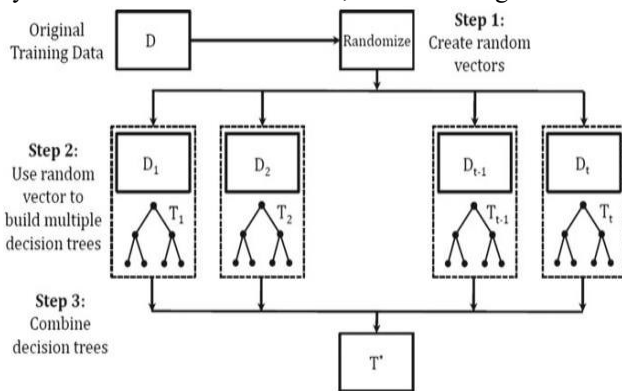 Original
Training Data
D
Randomize
Step 1:
Create random
vectors
Step 2:
Use random
vector to
build multiple
decision trees
D₁
T₁
D₂
T₂
Dₜ₋₁
Tₜ₋₁
Dₜ
Tₜ
Step 3:
Combine
decision trees
T*